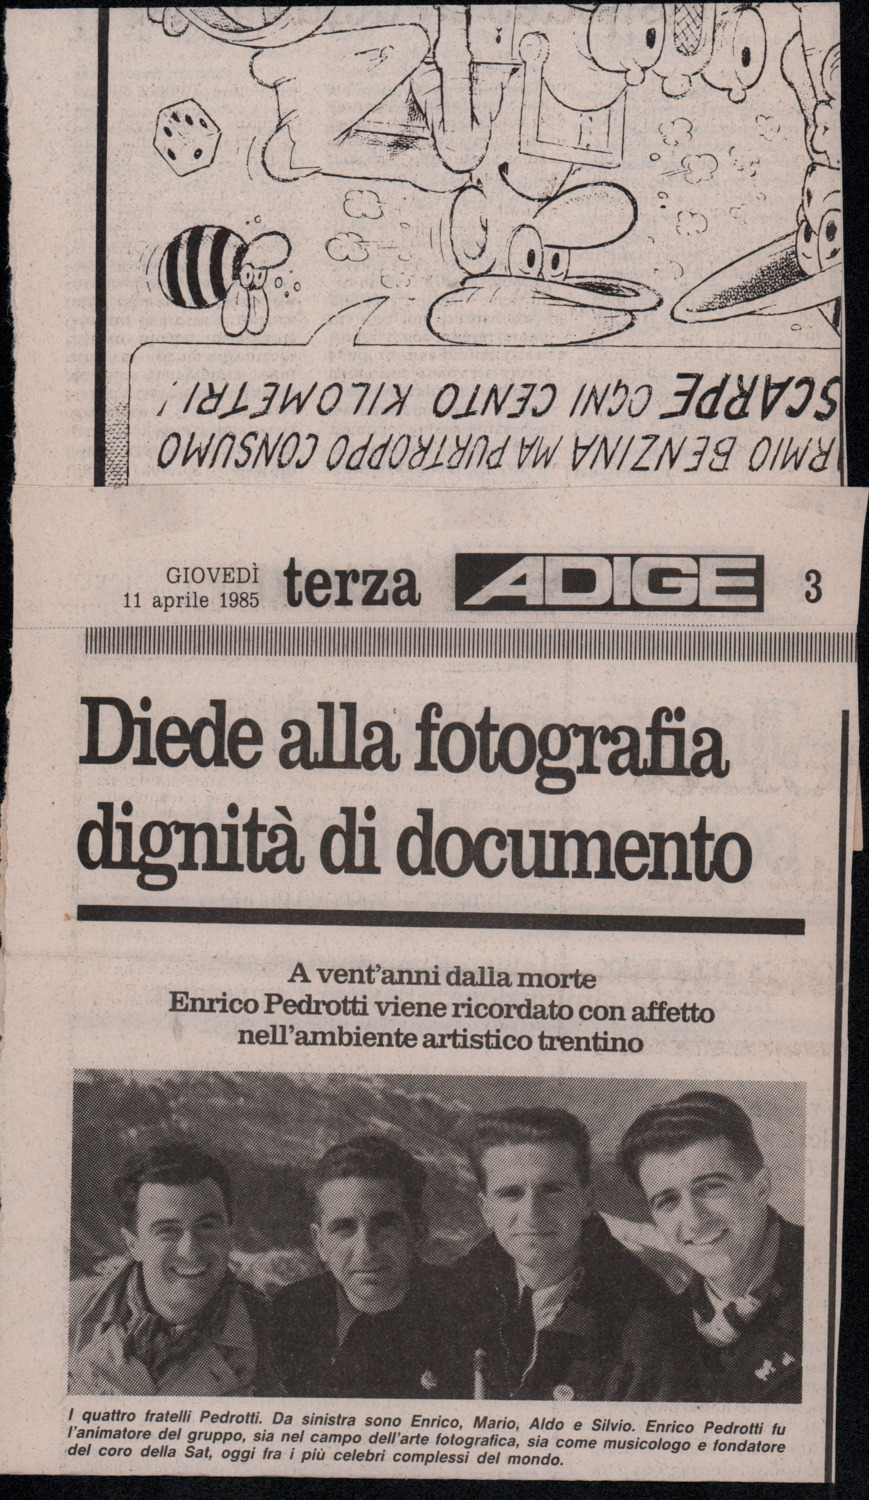 RMIO BENZINA MA PURTROPPO CONSUMO
SCARPE OGNI CENTO KILOMETRI!
GIOVEDÌ
11 aprile 1985
terza ADIGE 3
Diede alla fotografia
dignità di documento
A vent'anni dalla morte
Enrico Pedrotti viene ricordato con affetto
nell'ambiente artistico trentino
I quattro fratelli Pedrotti. Da sinistra sono Enrico, Mario, Aldo e Silvio. Enrico Pedrotti fu
l'animatore del gruppo, sia nel campo dell'arte fotografica, sia come musicologo e fondatore
del coro della Sat, oggi fra i più celebri complessi del mondo.